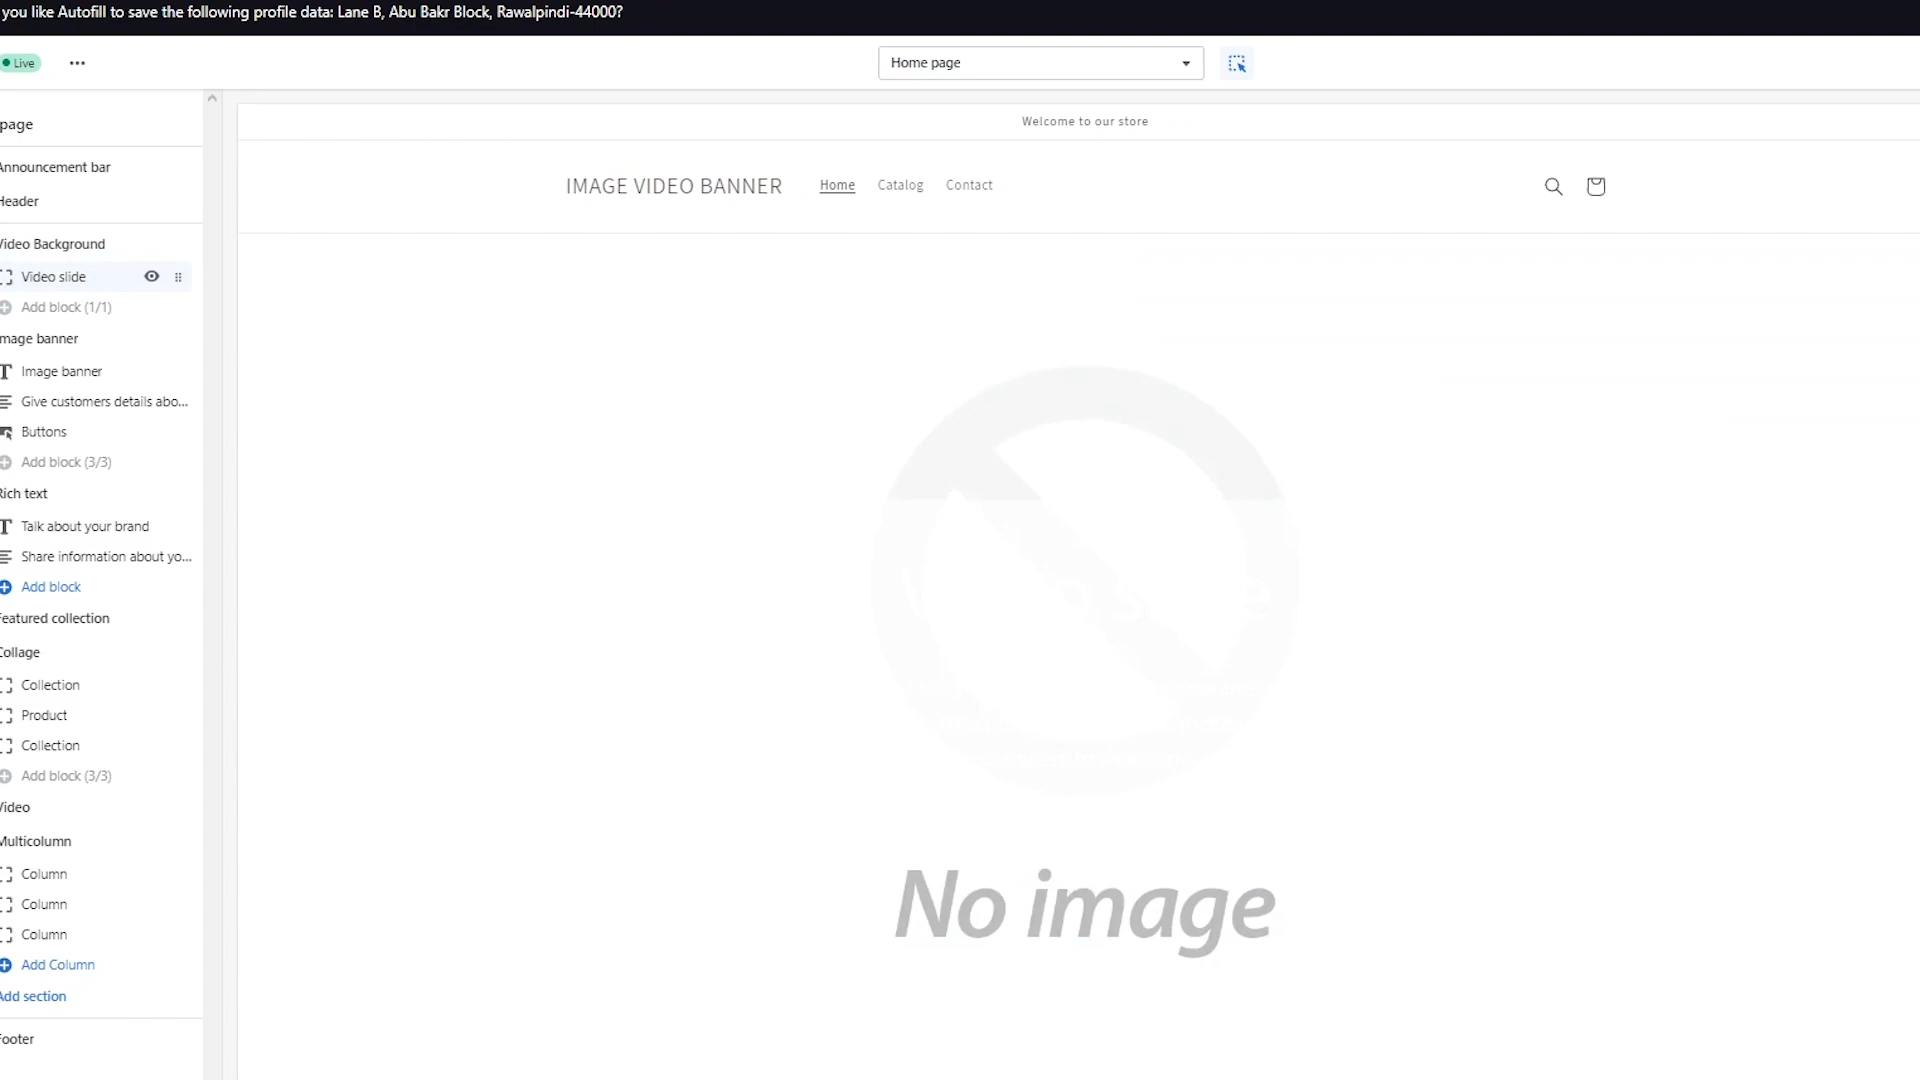 you like Autofill to save the following profile data: Lane B, Abu Bakr Block, Rawalpindi-44000?
Live
Home page
page
Announcement bar
Header
Video Background
Video slide
Add block (1/1)
Image banner
Image banner
Give customers details abo...
Buttons
Add block (3/3)
Rich text
Talk about your brand
Share information about yo...
Add block
Featured collection
Collage
Collection
Product
Collection
Add block (3/3)
Video
Multicolumn
Column
Column
Column
Add Column
Add section
Footer
Welcome to our store
IMAGE VIDEO BANNER
Home
Catalog
Contact
No image